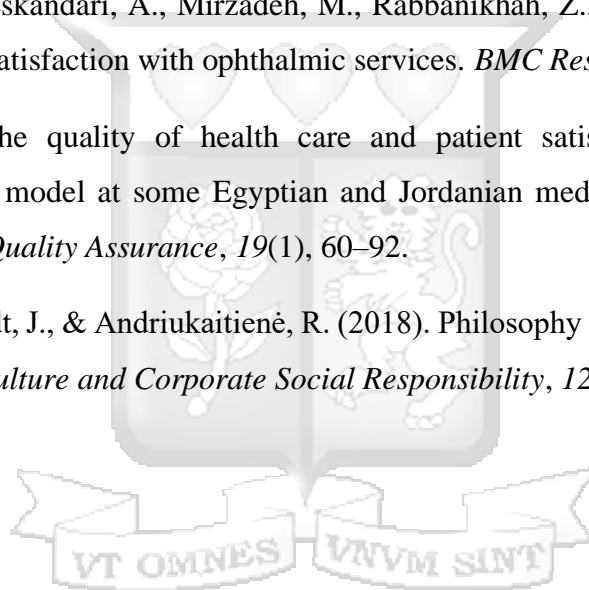 Eskandari, A., Mirzadeh, M., Rabbanikhah, Z.,
atisfaction with ophthalmic services. BMC Res
he quality of health care and patient satis
model at some Egyptian and Jordanian med
Quality Assurance, 19(1), 60–92.
dt, J., & Andriukaitienė, R. (2018). Philosophy
ulture and Corporate Social Responsibility, 12
VT OMNES VNVM SINT